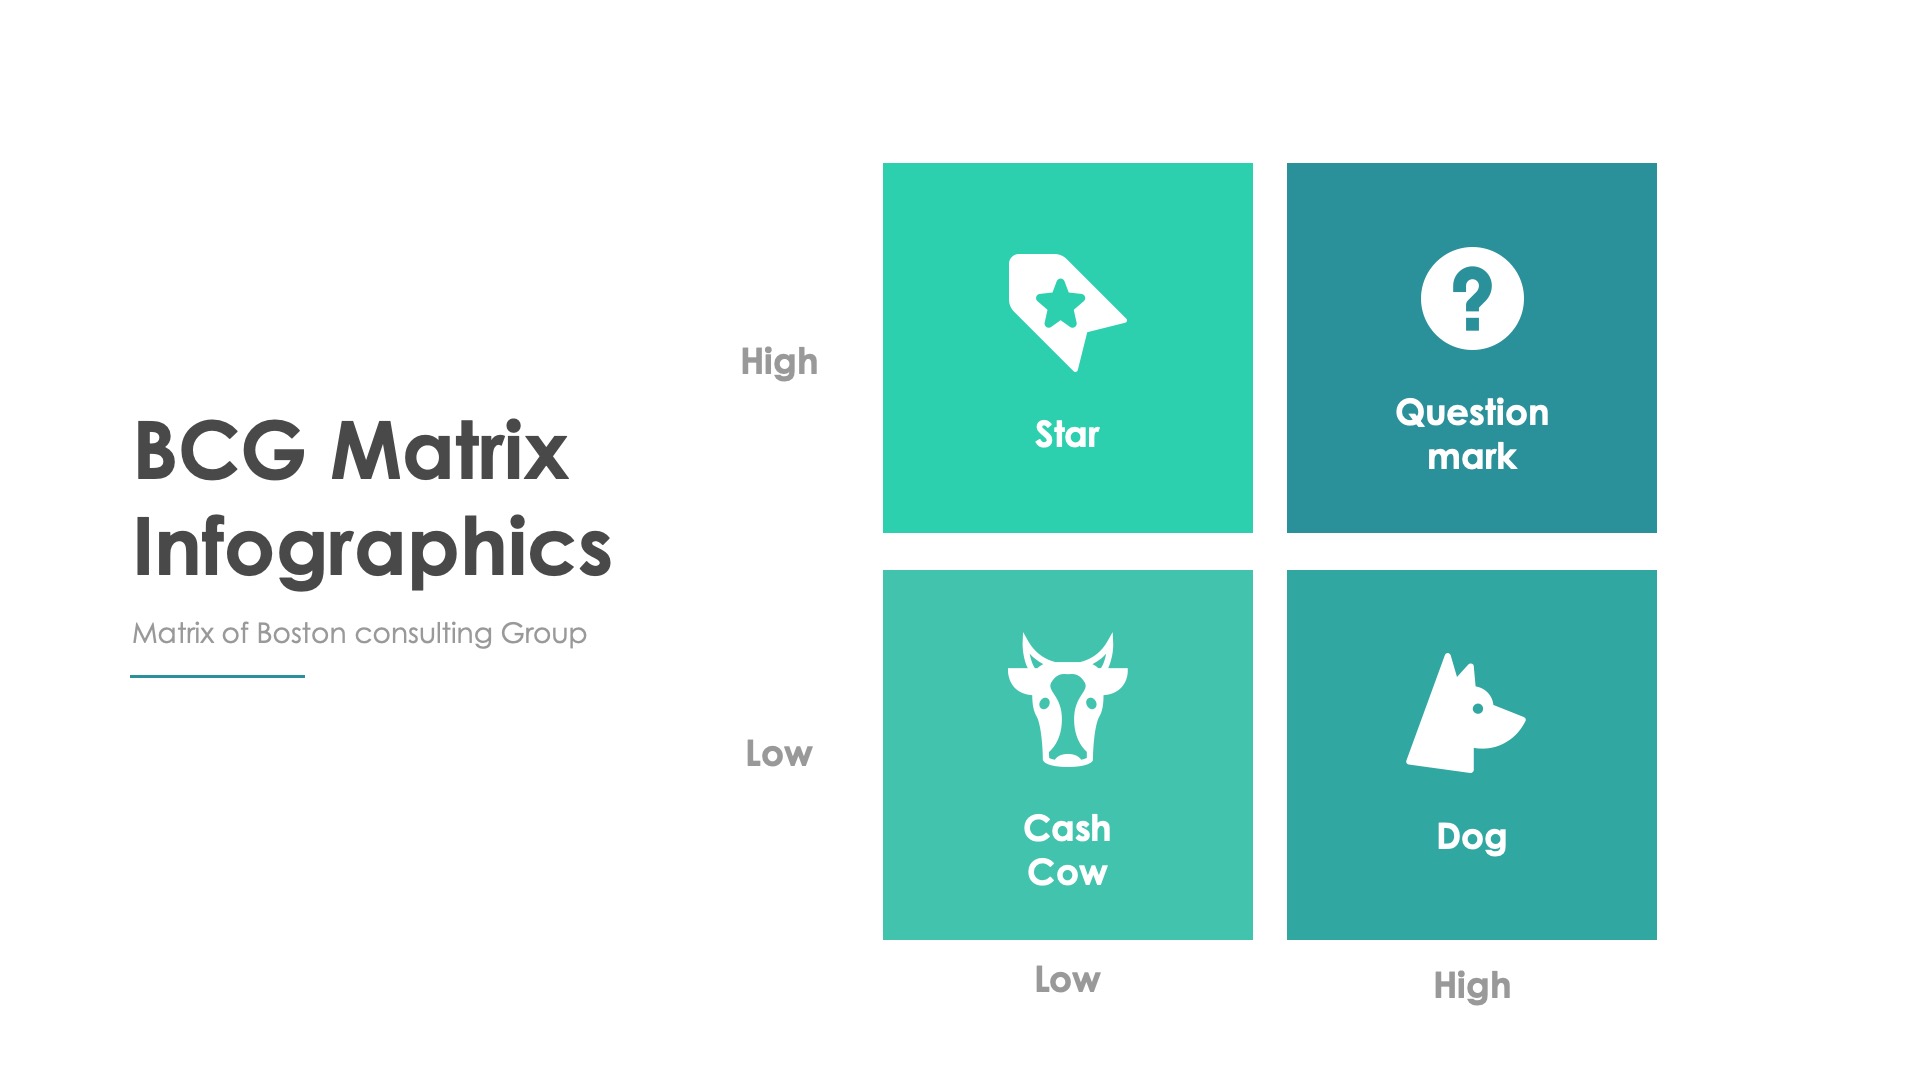 BCG Matrix
Infographics
Matrix of Boston consulting Group
High
Star
Question
mark
Low
Cash
Cow
Dog
Low
High